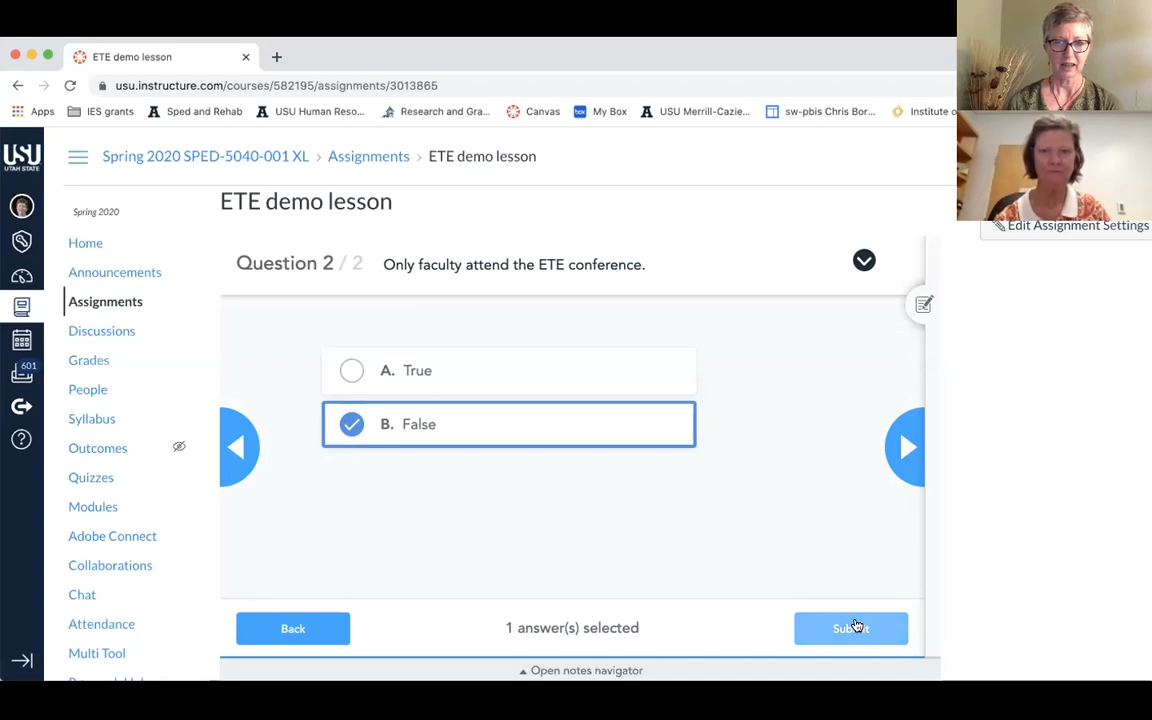 ETE demo lesson
usu.instructure.com/courses/582195/assignments/3013865
Apps
IES grants
Sped and Rehab
USU Human Reso...
Research and Gra...
Canvas
My Box
USU Merrill-Cazie...
sw-pbis Chris Bor...
Institute o
USU
UTAH STATE
Spring 2020 SPED-5040-001 XL > Assignments > ETE demo lesson
ETE demo lesson
Edit Assignment Settings
Spring 2020
Home
Announcements
Assignments
Discussions
Grades
People
Syllabus
Outcomes
Quizzes
Modules
Adobe Connect
Collaborations
Chat
Attendance
Multi Tool
601
Question 2 / 2
Only faculty attend the ETE conference.
A. True
B. False
Back
1 answer(s) selected
Submit
Open notes navigator